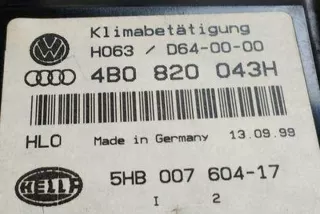 Klimabetätigung
H063 / D64-00-00
4B0 820 043H
HLO Made in Germany 13.09.99
HELLA 5HB 007 604-17
I 2